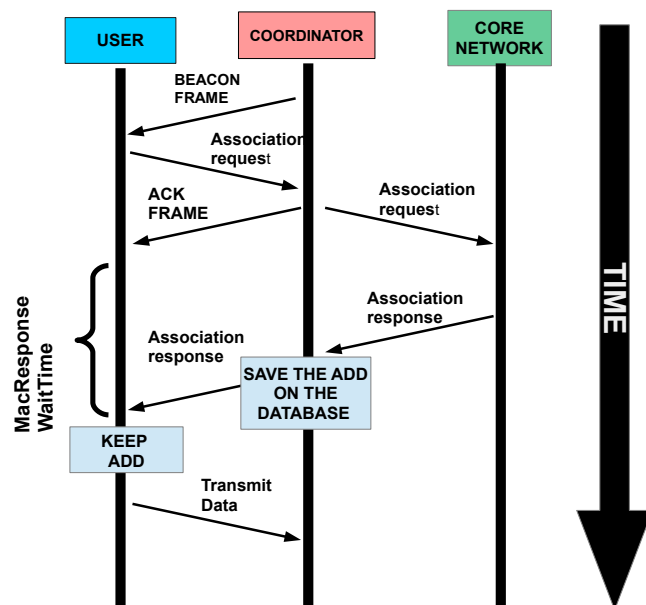 USER
COORDINATOR
CORE
NETWORK
BEACON
FRAME
Association
request
ACK
FRAME
Association
request
Association
response
Association
response
MacResponse
WaitTime
SAVE THE ADD
ON THE
DATABASE
KEEP
ADD
Transmit
Data
TIME